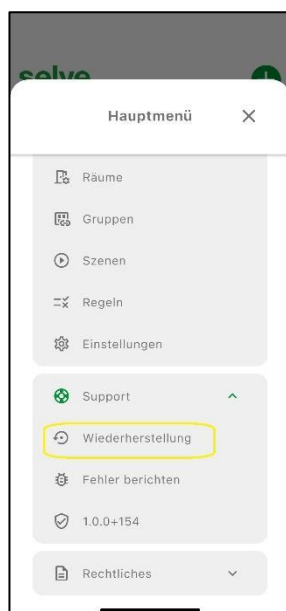 selve
Hauptmenü
Räume
Gruppen
Szenen
Regeln
Einstellungen
Support
Wiederherstellung
Fehler berichten
1.0.0+154
Rechtliches